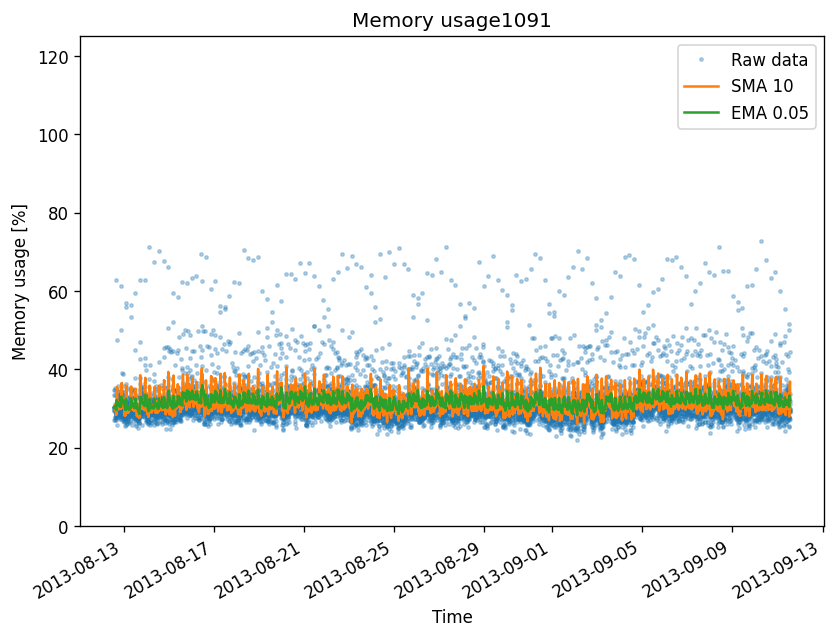 Memory usage1091
Raw data
SMA 10
EMA 0.05
Memory usage [%]
120
100
80
60
40
20
0
2013-08-13
2013-08-17
2013-08-21
2013-08-25
2013-08-29
2013-09-01
2013-09-05
2013-09-09
2013-09-13
Time